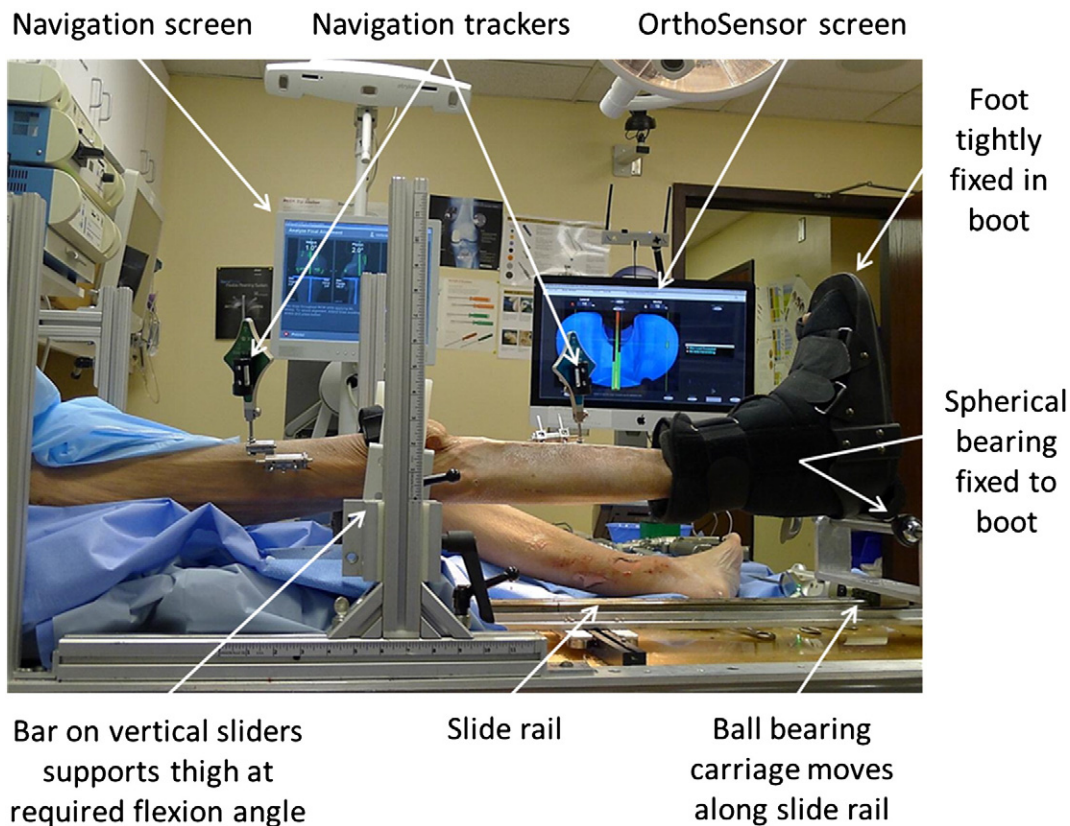 Navigation screen
Navigation trackers
OrthoSensor screen
Foot
tightly
fixed in
boot
Spherical
bearing
fixed to
boot
Bar on vertical sliders
supports thigh at
required flexion angle
Slide rail
Ball bearing
carriage moves
along slide rail